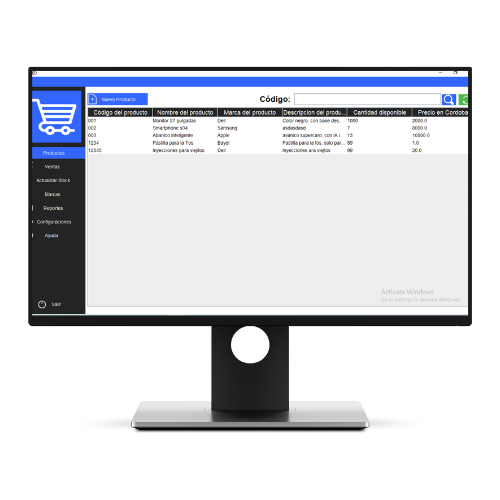 Nuevo Producto
Código:
Código del producto Nombre del producto Marca del producto Descripcion del produ... Cantidad disponible Precio en Cordoba
001 Monitor 27 pulgadas Apple Color negro, con base des... 1000 2000.0
002 Smartphone s34 Samsung asdasdasd 7 8000.0
003 Abanico inteligente Apple avanico supercaro, con IA i... 13 10000.0
1234 Pastilla para la Tos Bayer Pastilla para la tos, solo par... 89 1.0
12345 Inyecciones para viejitos Dell Inyecciones ara viejitos 99 20.0
Productos
Ventas
Actualizar Stock
Marcas
Reportes
Configuraciones
Ayuda
Salir
Activate Windows
Go to Settings to activate Windows.